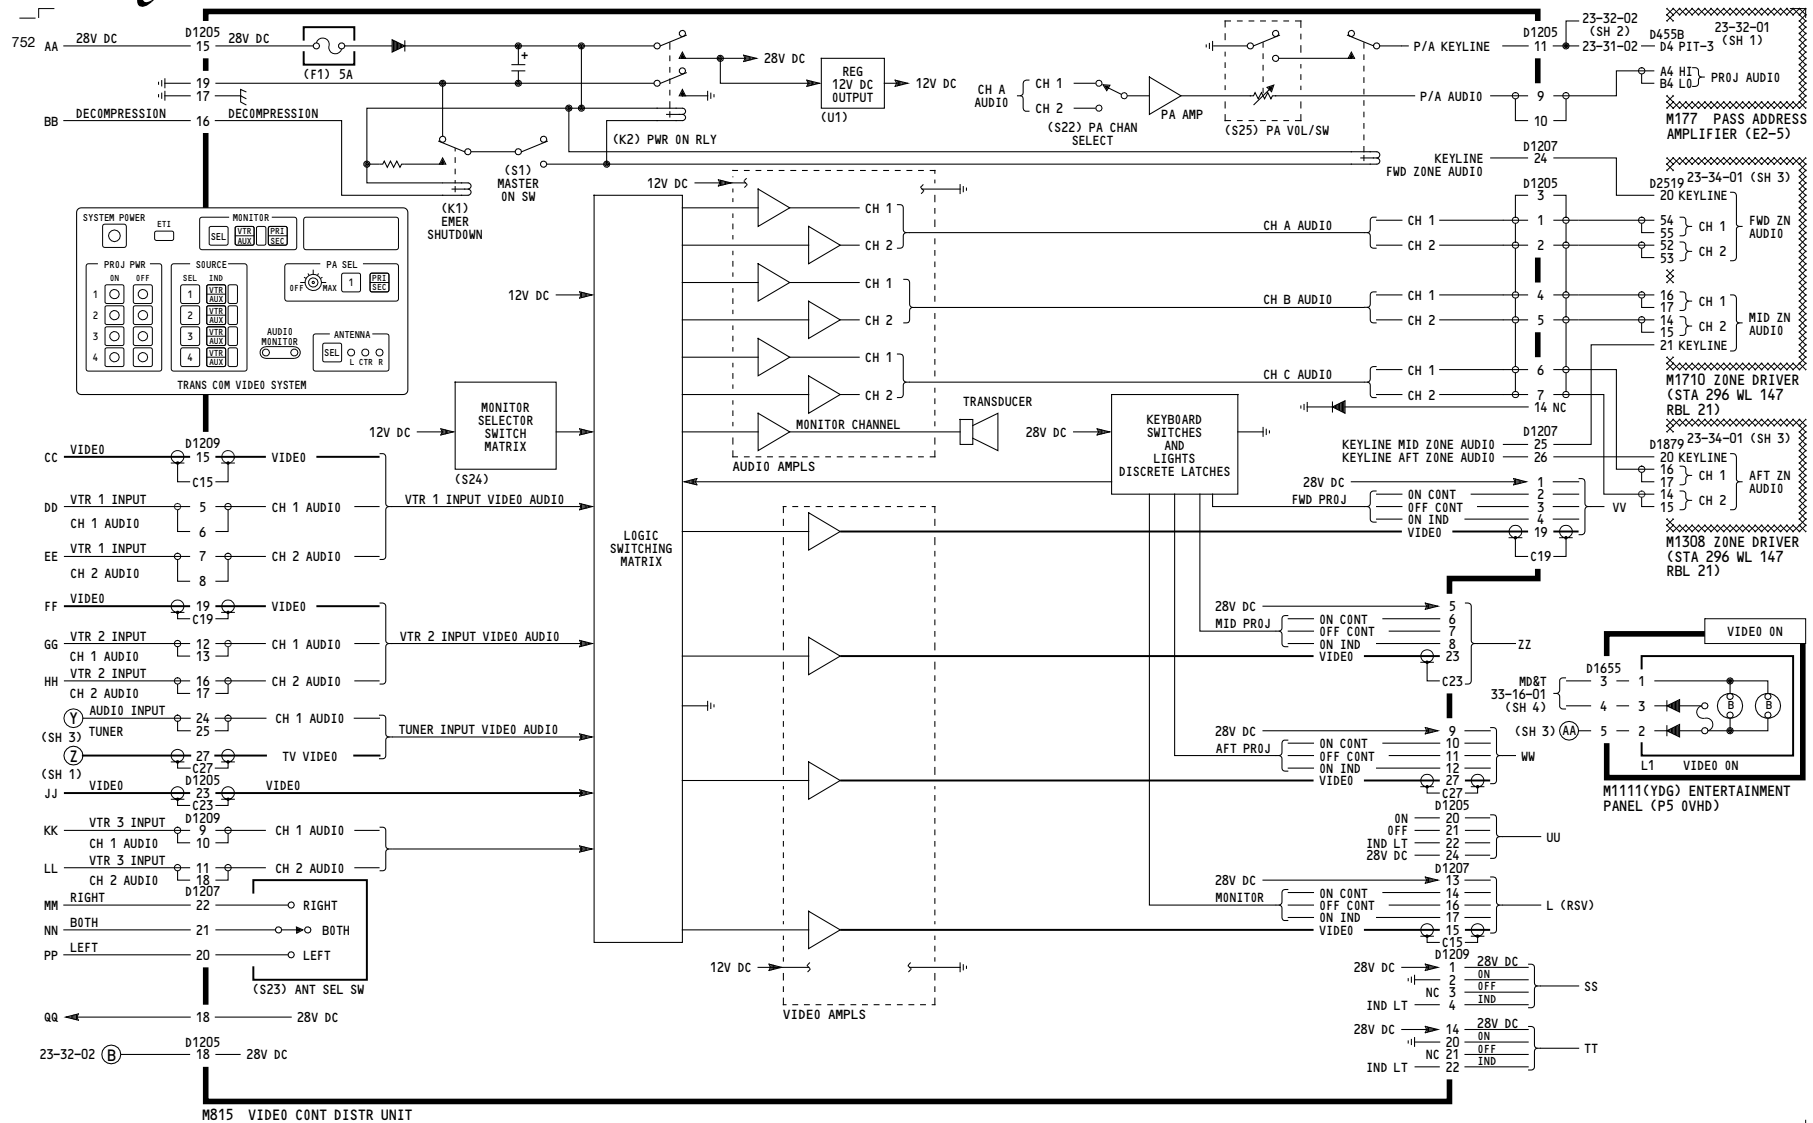 752 AA 28V DC D1205 15 28V DC
(F1) 5A
19
17
BB DECOMPRESSION 16 DECOMPRESSION
(K2) PWR ON RLY
28V DC
REG
12V DC
OUTPUT
(U1)
12V DC
CH A
AUDIO
CH 1
CH 2
(S22) PA CHAN
SELECT
PA AMP
(S25) PA VOL/SW
P/A KEYLINE
D1205
11
P/A AUDIO
9
10
23-32-02
(SH 2)
23-31-02
D455B
D4 PIT-3
23-32-01
(SH 1)
A4 HI
B4 LO
PROJ AUDIO
M177 PASS ADDRESS
AMPLIFIER (E2-5)
(S1)
MASTER
ON SW
(K1)
EMER
SHUTDOWN
KEYLINE
FWD ZONE AUDIO
D1207
24
SYSTEM POWER
ETI
MONITOR
SEL
VTR
AUX
PRI
SEC
PROJ PWR
ON OFF
1
2
3
4
SOURCE
SEL IND
1 VTR
AUX
2 VTR
AUX
3 VTR
AUX
4 VTR
AUX
PA SEL
OFF MAX
1
PRI
SEC
AUDIO
MONITOR
ANTENNA
SEL
L CTR R
TRANS COM VIDEO SYSTEM
12V DC
12V DC
CH 1
CH 2
CH A AUDIO
CH 1
CH 2
CH 1
CH 2
CH B AUDIO
CH 1
CH 2
CH 1
CH 2
CH C AUDIO
CH 1
CH 2
MONITOR CHANNEL
TRANSDUCER
AUDIO AMPLS
D1205
3
1
2
4
5
6
7
14 NC
D2519
23-34-01 (SH 3)
20 KEYLINE
54
55
CH 1
52
53
CH 2
FWD ZN
AUDIO
16
17
CH 1
14
15
CH 2
MID ZN
AUDIO
21 KEYLINE
M1710 ZONE DRIVER
(STA 296 WL 147
RBL 21)
12V DC
MONITOR
SELECTOR
SWITCH
MATRIX
(S24)
LOGIC
SWITCHING
MATRIX
28V DC
KEYBOARD
SWITCHES
AND
LIGHTS
DISCRETE LATCHES
D1207
KEYLINE MID ZONE AUDIO 25
KEYLINE AFT ZONE AUDIO 26
D1879
23-34-01 (SH 3)
20 KEYLINE
16
17
CH 1
14
15
CH 2
AFT ZN
AUDIO
M1308 ZONE DRIVER
(STA 296 WL 147
RBL 21)
28V DC 1
FWD PROJ
ON CONT 2
OFF CONT 3
ON IND 4
VIDEO 19
C19
VV
D1209
CC VIDEO 15 VIDEO
C15
DD VTR 1 INPUT 5 CH 1 AUDIO
CH 1 AUDIO 6
VTR 1 INPUT VIDEO AUDIO
EE VTR 1 INPUT 7 CH 2 AUDIO
CH 2 AUDIO 8
FF VIDEO 19 VIDEO
C19
GG VTR 2 INPUT 12 CH 1 AUDIO
CH 1 AUDIO 13
VTR 2 INPUT VIDEO AUDIO
HH VTR 2 INPUT 16 CH 2 AUDIO
CH 2 AUDIO 17
Y AUDIO INPUT 24 CH 1 AUDIO
(SH 3) TUNER 25
TUNER INPUT VIDEO AUDIO
Z 27 TV VIDEO
(SH 1) C27
D1205
JJ VIDEO 23 VIDEO
C23
D1209
KK VTR 3 INPUT 9 CH 1 AUDIO
CH 1 AUDIO 10
LL VTR 3 INPUT 11 CH 2 AUDIO
CH 2 AUDIO 18
D1207
MM RIGHT 22 RIGHT
NN BOTH 21 BOTH
PP LEFT 20 LEFT
(S23) ANT SEL SW
QQ 18 28V DC
D1205
23-32-02 B 18 28V DC
12V DC
VIDEO AMPLS
28V DC 5
MID PROJ
ON CONT 6
OFF CONT 7
ON IND 8
VIDEO 23
C23
ZZ
28V DC 9
AFT PROJ
ON CONT 10
OFF CONT 11
ON IND 12
VIDEO 27
C27
WW
D1205
ON 20
OFF 21
IND LT 22
28V DC 24
UU
D1207
28V DC 13
MONITOR
ON CONT 14
OFF CONT 16
ON IND 17
VIDEO 15
C15
L (RSV)
D1209
28V DC 1 28V DC
2 ON
NC 3 OFF
IND LT 4 IND
SS
28V DC 14 28V DC
20 ON
NC 21 OFF
IND LT 22 IND
TT
VIDEO ON
D1655
MD&T
33-16-01
(SH 4)
3 1
4 3
(SH 3) AA 5 2
B B
L1 VIDEO ON
M1111(YDG) ENTERTAINMENT
PANEL (P5 OVHD)
M815 VIDEO CONT DISTR UNIT